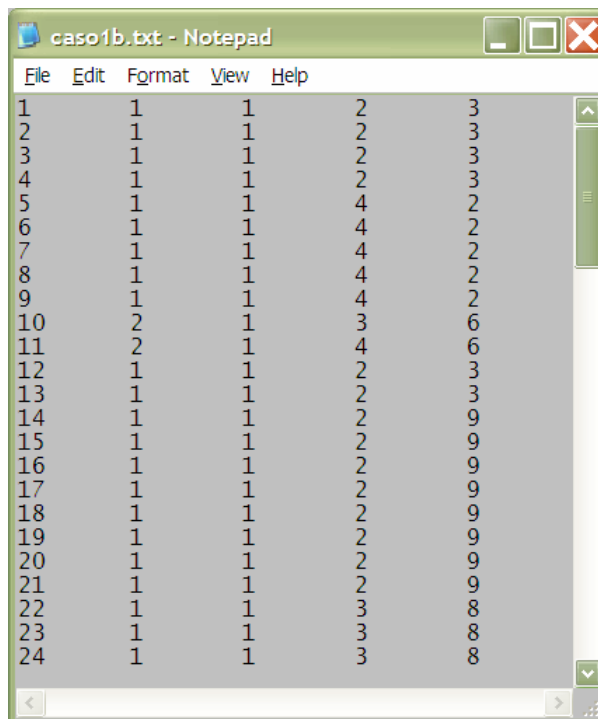 caso1b.txt - Notepad
File Edit Format View Help
1 1 1 2 3
2 1 1 2 3
3 1 1 2 3
4 1 1 2 3
5 1 1 4 2
6 1 1 4 2
7 1 1 4 2
8 1 1 4 2
9 1 1 4 2
10 2 1 3 6
11 2 1 4 6
12 1 1 2 3
13 1 1 2 3
14 1 1 2 9
15 1 1 2 9
16 1 1 2 9
17 1 1 2 9
18 1 1 2 9
19 1 1 2 9
20 1 1 2 9
21 1 1 2 9
22 1 1 3 8
23 1 1 3 8
24 1 1 3 8